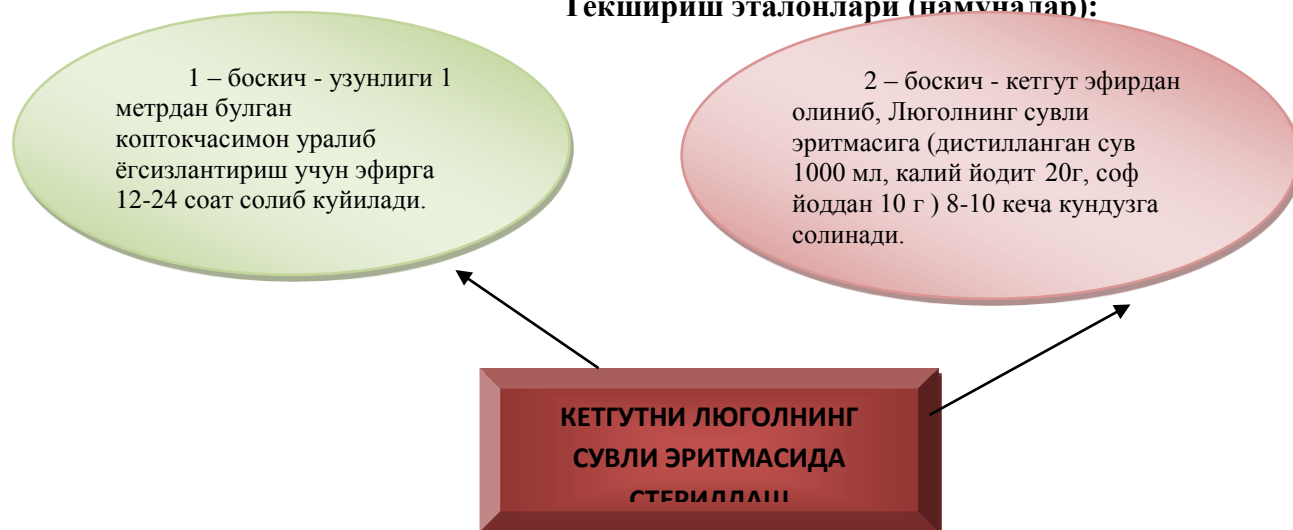 Текшириш эталонлари (намуналар):
1 – боскич - узунлиги 1
метрдан булган
коптокчасимон уралиб
ёгсизлантириш учун эфирга
12-24 соат солиб куйилади.
2 – боскич - кетгут эфирдан
олиниб, Люголнинг сувли
эритмасига (дистилланган сув
1000 мл, калий йодит 20г, соф
йоддан 10 г ) 8-10 кеча кундузга
солинади.
КЕТГУТНИ ЛЮГОЛНИНГ
СУВЛИ ЭРИТМАСИДА
СТЕРИЛЛАШ